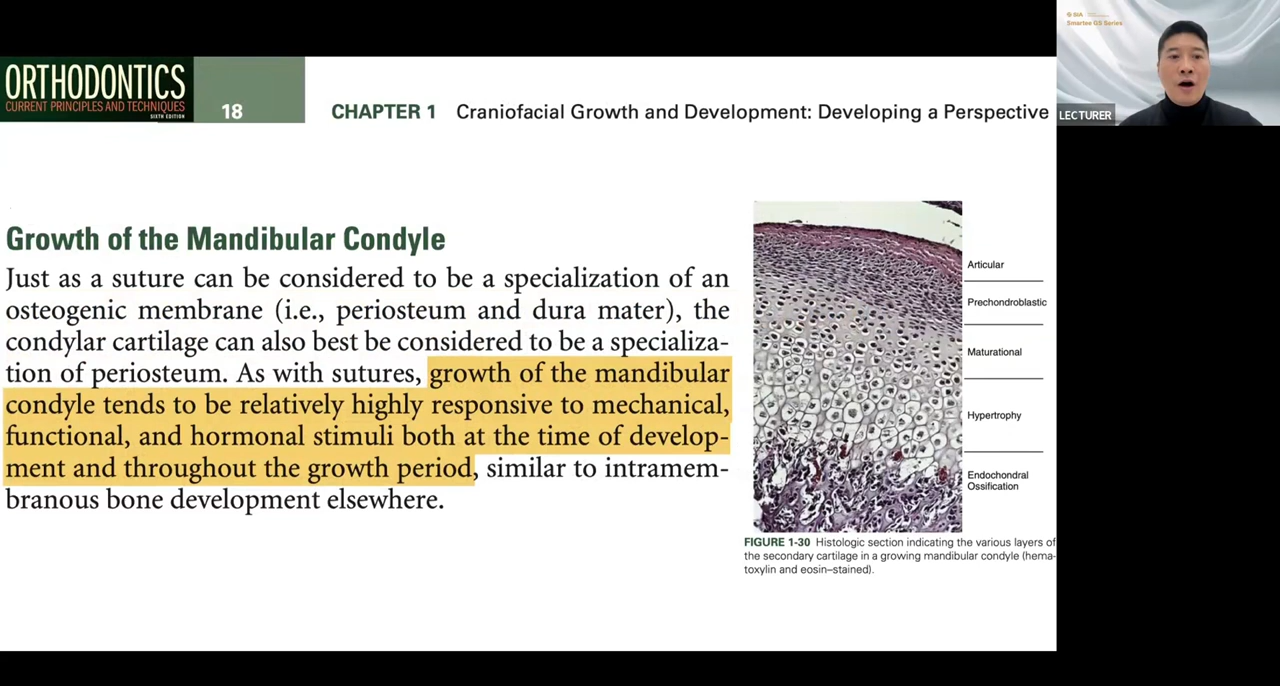 ORTHODONTICS
CURRENT PRINCIPLES AND TECHNIQUES
SIXTH EDITION
18
CHAPTER 1 Craniofacial Growth and Development: Developing a Perspective
Growth of the Mandibular Condyle
Just as a suture can be considered to be a specialization of an
osteogenic membrane (i.e., periosteum and dura mater), the
condylar cartilage can also best be considered to be a specializa-
tion of periosteum. As with sutures, growth of the mandibular
condyle tends to be relatively highly responsive to mechanical,
functional, and hormonal stimuli both at the time of develop-
ment and throughout the growth period, similar to intramem-
branous bone development elsewhere.
Articular
Prechondroblastic
Maturational
Hypertrophy
Endochondral
Ossification
FIGURE 1-30 Histologic section indicating the various layers of
the secondary cartilage in a growing mandibular condyle (hema-
toxylin and eosin–stained).
SIA
Smartee GS Series
LECTURER